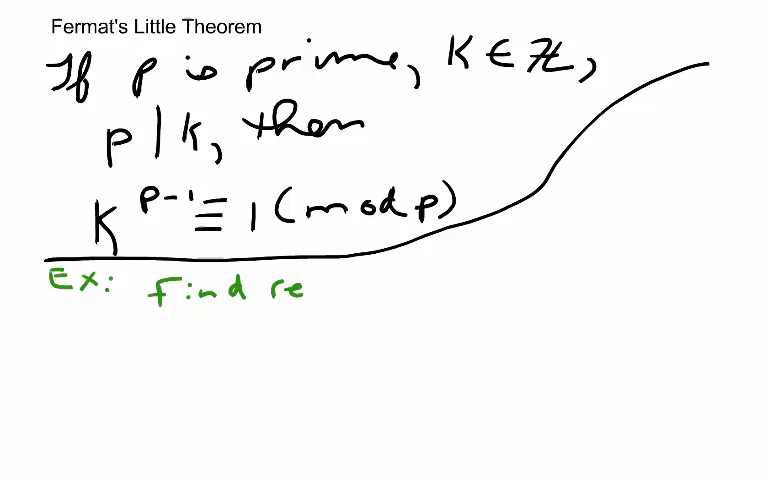 Fermat's Little Theorem
If p is prime, K ∈ ℤ,
p | k, then
K^{p-1} ≡ 1 (mod p)
Ex: Find re